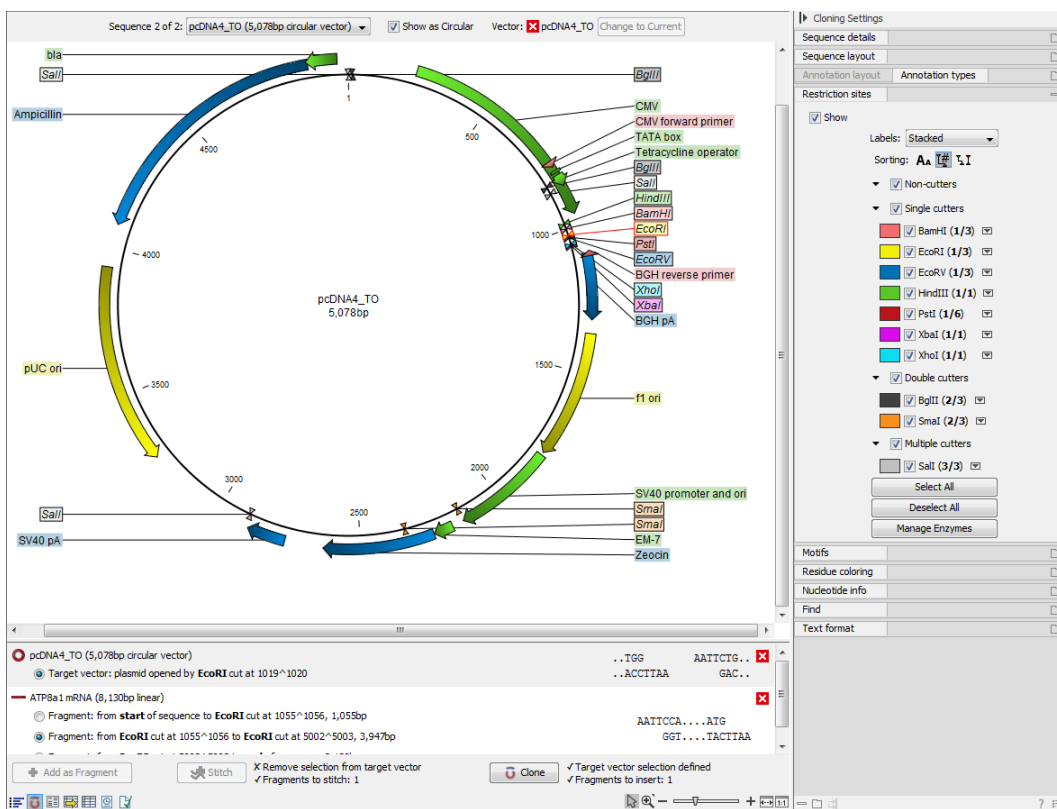 Sequence 2 of 2: pcDNA4_TO (5,078bp circular vector)
Show as Circular
Vector: pcDNA4_TO
Change to Current
bla
SalI
Ampicillin
pUC ori
SalI
SV40 pA
1
500
1000
1500
2000
2500
3000
3500
4000
4500
pcDNA4_TO
5,078bp
BglII
CMV
CMV forward primer
TATA box
Tetracycline operator
BglII
SalI
HindIII
BamHI
EcoRI
PstI
EcoRV
BGH reverse primer
XhoI
XbaI
BGH pA
f1 ori
SV40 promoter and ori
SmaI
SmaI
EM-7
Zeocin
pcDNA4_TO (5,078bp circular vector)
Target vector: plasmid opened by EcoRI cut at 1019^1020
..TGG AATTCTG..
..ACCTTAA GAC..
ATP8a1 mRNA (8,130bp linear)
Fragment: from start of sequence to EcoRI cut at 1055^1056, 1,055bp
Fragment: from EcoRI cut at 1055^1056 to EcoRI cut at 5002^5003, 3,947bp
AATTCCA....ATG
GGT....TACTTAA
Add as Fragment
Stitch
X Remove selection from target vector
✓ Fragments to stitch: 1
Clone
✓ Target vector selection defined
✓ Fragments to insert: 1
1:1
Cloning Settings
Sequence details
Sequence layout
Annotation layout
Annotation types
Restriction sites
Show
Labels: Stacked
Sorting:
Non-cutters
Single cutters
BamHI (1/3)
EcoRI (1/3)
EcoRV (1/3)
HindIII (1/1)
PstI (1/6)
XbaI (1/1)
XhoI (1/1)
Double cutters
BglII (2/3)
SmaI (2/3)
Multiple cutters
SalI (3/3)
Select All
Deselect All
Manage Enzymes
Motifs
Residue coloring
Nucleotide info
Find
Text format